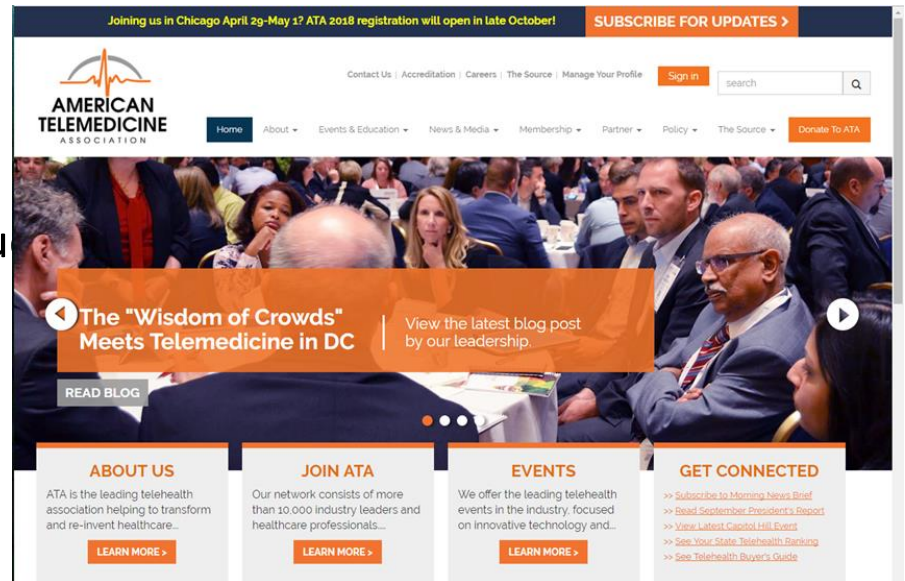 Joining us in Chicago April 29-May 1? ATA 2018 registration will open in late October!
SUBSCRIBE FOR UPDATES >
Contact Us | Accreditation | Careers | The Source | Manage Your Profile
Sign in
search
AMERICAN
TELEMEDICINE
ASSOCIATION
Home
About
Events & Education
News & Media
Membership
Partner
Policy
The Source
Donate To ATA
The "Wisdom of Crowds"
Meets Telemedicine in DC
View the latest blog post
by our leadership.
READ BLOG
ABOUT US
ATA is the leading telehealth
association helping to transform
and re-invent healthcare...
LEARN MORE >
JOIN ATA
Our network consists of more
than 10,000 industry leaders and
healthcare professionals....
LEARN MORE >
EVENTS
We offer the leading telehealth
events in the industry, focused
on innovative technology and...
LEARN MORE >
GET CONNECTED
>> Subscribe to Morning News Brief
>> Read September President's Report
>> View Latest Capitol Hill Event
>> See Your State Telehealth Ranking
>> See Telehealth Buyer's Guide